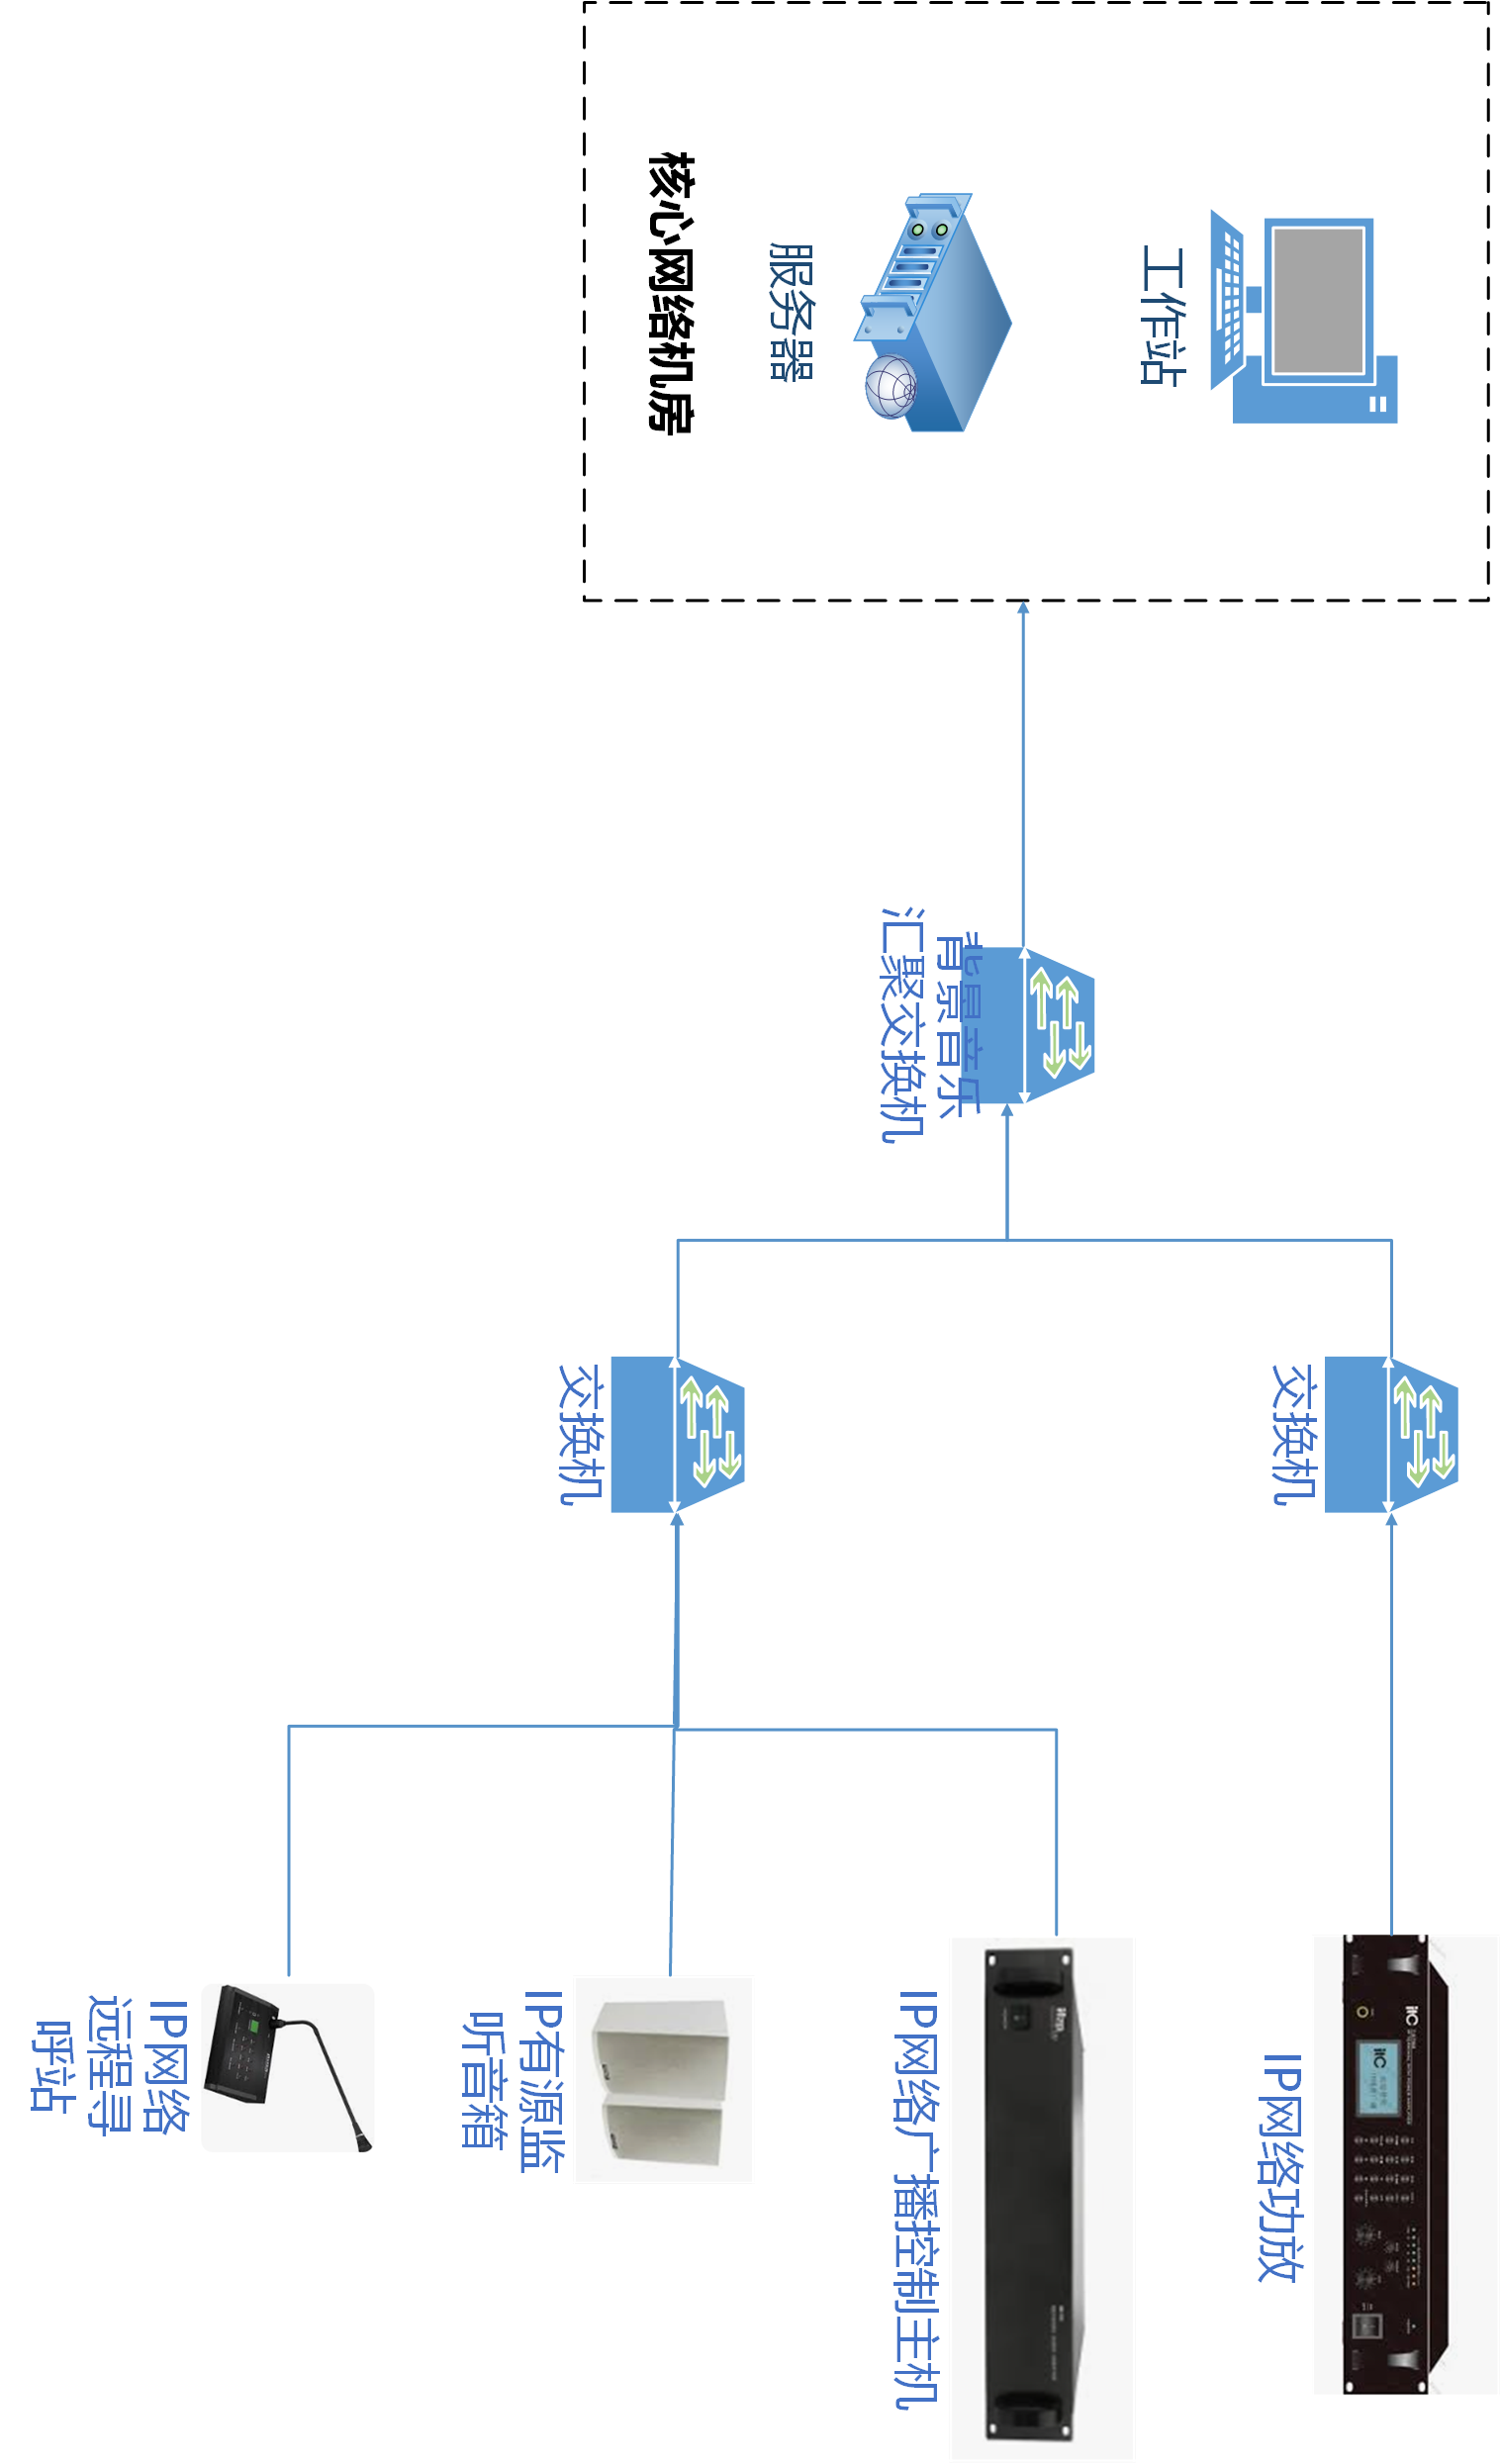 工作站
服务器
核心网络机房
背景音乐
汇聚交换机
交换机
交换机
IP网络功放
IP网络广播控制主机
IP有源监
听音箱
IP网络
远程寻
呼站